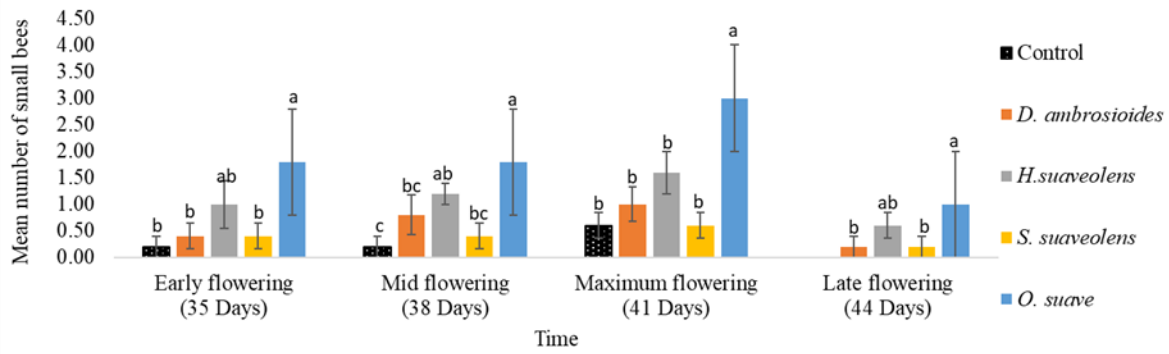 Mean number of small bees
4.50
4.00
3.50
3.00
2.50
2.00
1.50
1.00
0.50
0.00
b b ab b a
c bc ab bc a
b b b b a
b ab b a
Early flowering
(35 Days)
Mid flowering
(38 Days)
Maximum flowering
(41 Days)
Late flowering
(44 Days)
Time
Control
D. ambrosioides
H.suaveolens
S. suaveolens
O. suave